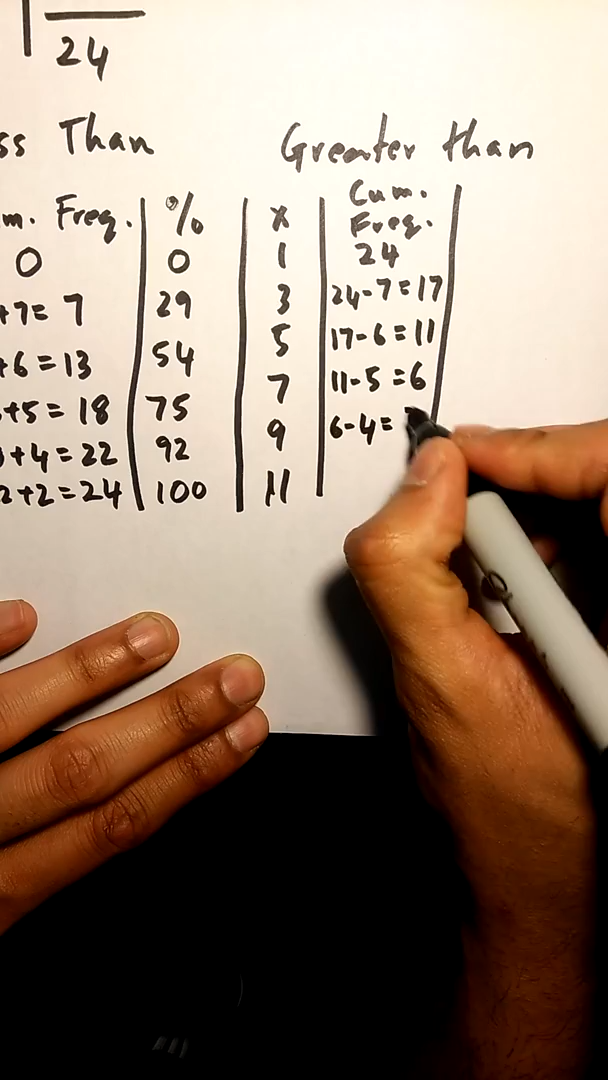 24
ss Than
Greater than
m. Freq. % x Cum. Freq.
0 0 1 24
+7=7 29 3 24-7=17
+6=13 54 5 17-6=11
+5=18 75 7 11-5=6
+4=22 92 9 6-4=
2+2=24 100 11